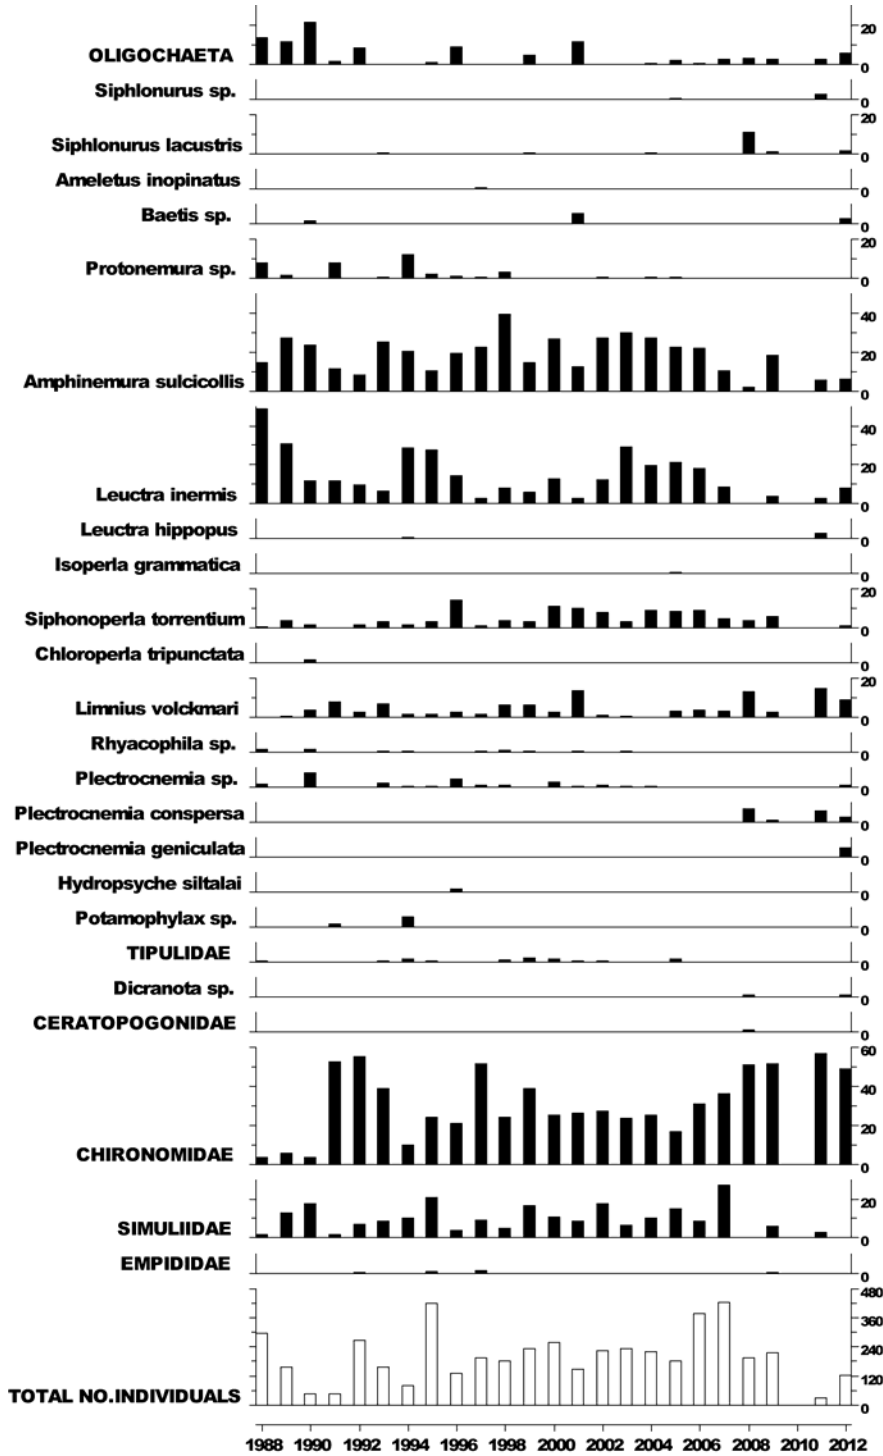 20
OLIGOCHAETA 0
Siphlonurus sp. 0
20
Siphlonurus lacustris 0
Ameletus inopinatus 0
Baetis sp. 0
20
Protonemura sp. 0
40
20
Amphinemura sulcicollis 0
40
20
Leuctra inermis 0
Leuctra hippopus 0
Isoperla grammatica 0
20
Siphonoperla torrentium 0
Chloroperla tripunctata 0
20
Limnius volckmari 0
Rhyacophila sp. 0
Plectrocnemia sp. 0
Plectrocnemia conspersa 0
Plectrocnemia geniculata 0
Hydropsyche siltalai 0
Potamophylax sp. 0
TIPULIDAE 0
Dicranota sp. 0
CERATOPOGONIDAE 0
60
40
20
CHIRONOMIDAE 0
20
SIMULIIDAE 0
EMPIDIDAE 0
480
360
240
120
TOTAL NO.INDIVIDUALS 0
1988 1990 1992 1994 1996 1998 2000 2002 2004 2006 2008 2010 2012